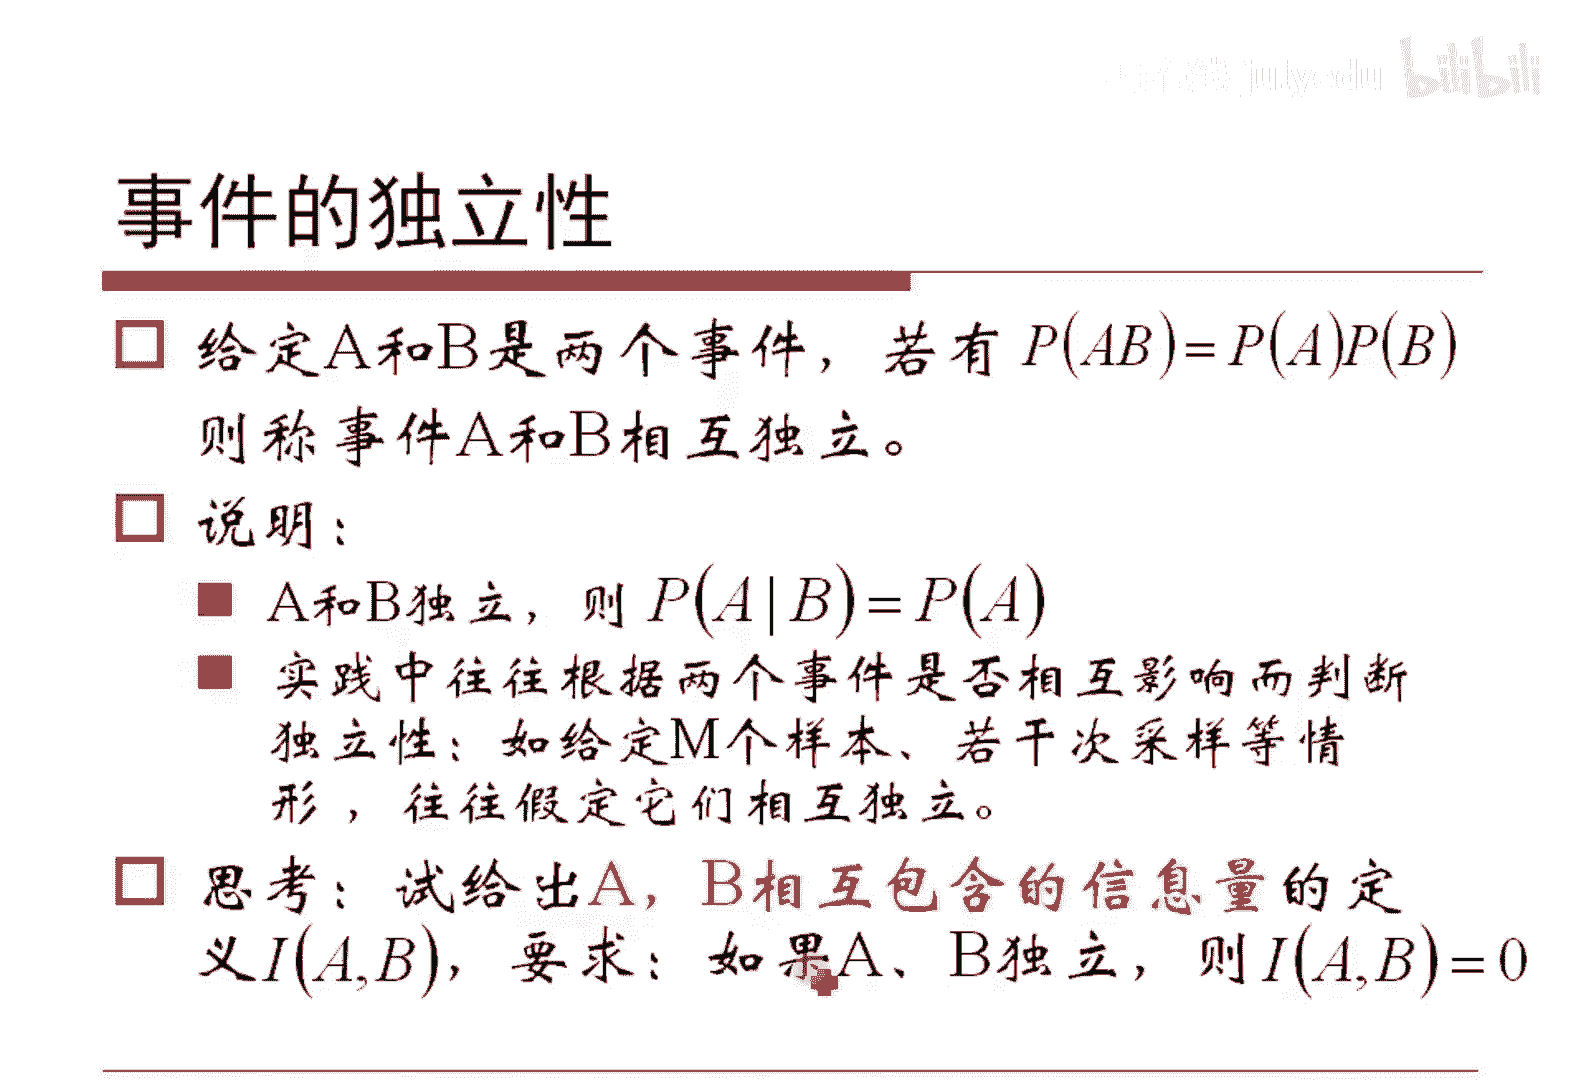 julyedu bilibili
事件的独立性
给定A和B是两个事件，若有 P(AB)=P(A)P(B)
则称事件A和B相互独立。
说明：
A和B独立，则 P(A|B)=P(A)
实践中往往根据两个事件是否相互影响而判断
独立性：如给定M个样本、若干次采样等情
形，往往假定它们相互独立。
思考：试给出A，B相互包含的信息量的定
义I(A,B)，要求：如果A、B独立，则I(A,B)=0